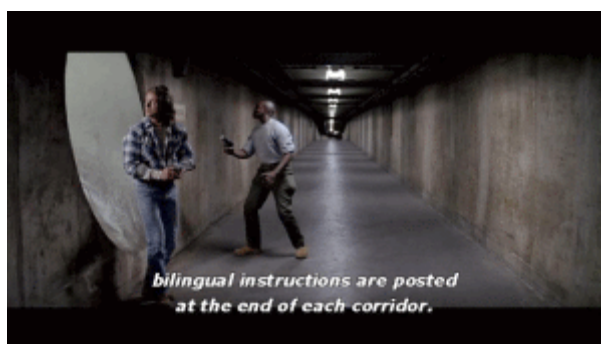 bilingual instructions are posted
at the end of each corridor.